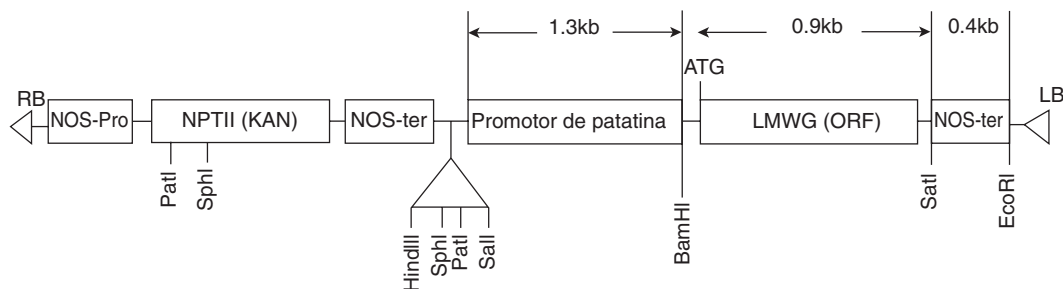 1.3kb 0.9kb 0.4kb
ATG
RB LB
NOS-Pro NPTII (KAN) NOS-ter Promotor de patatina LMWG (ORF) NOS-ter
PatI SphI
HindIII SphI PatI SalI
BamHI
SatI EcoRI